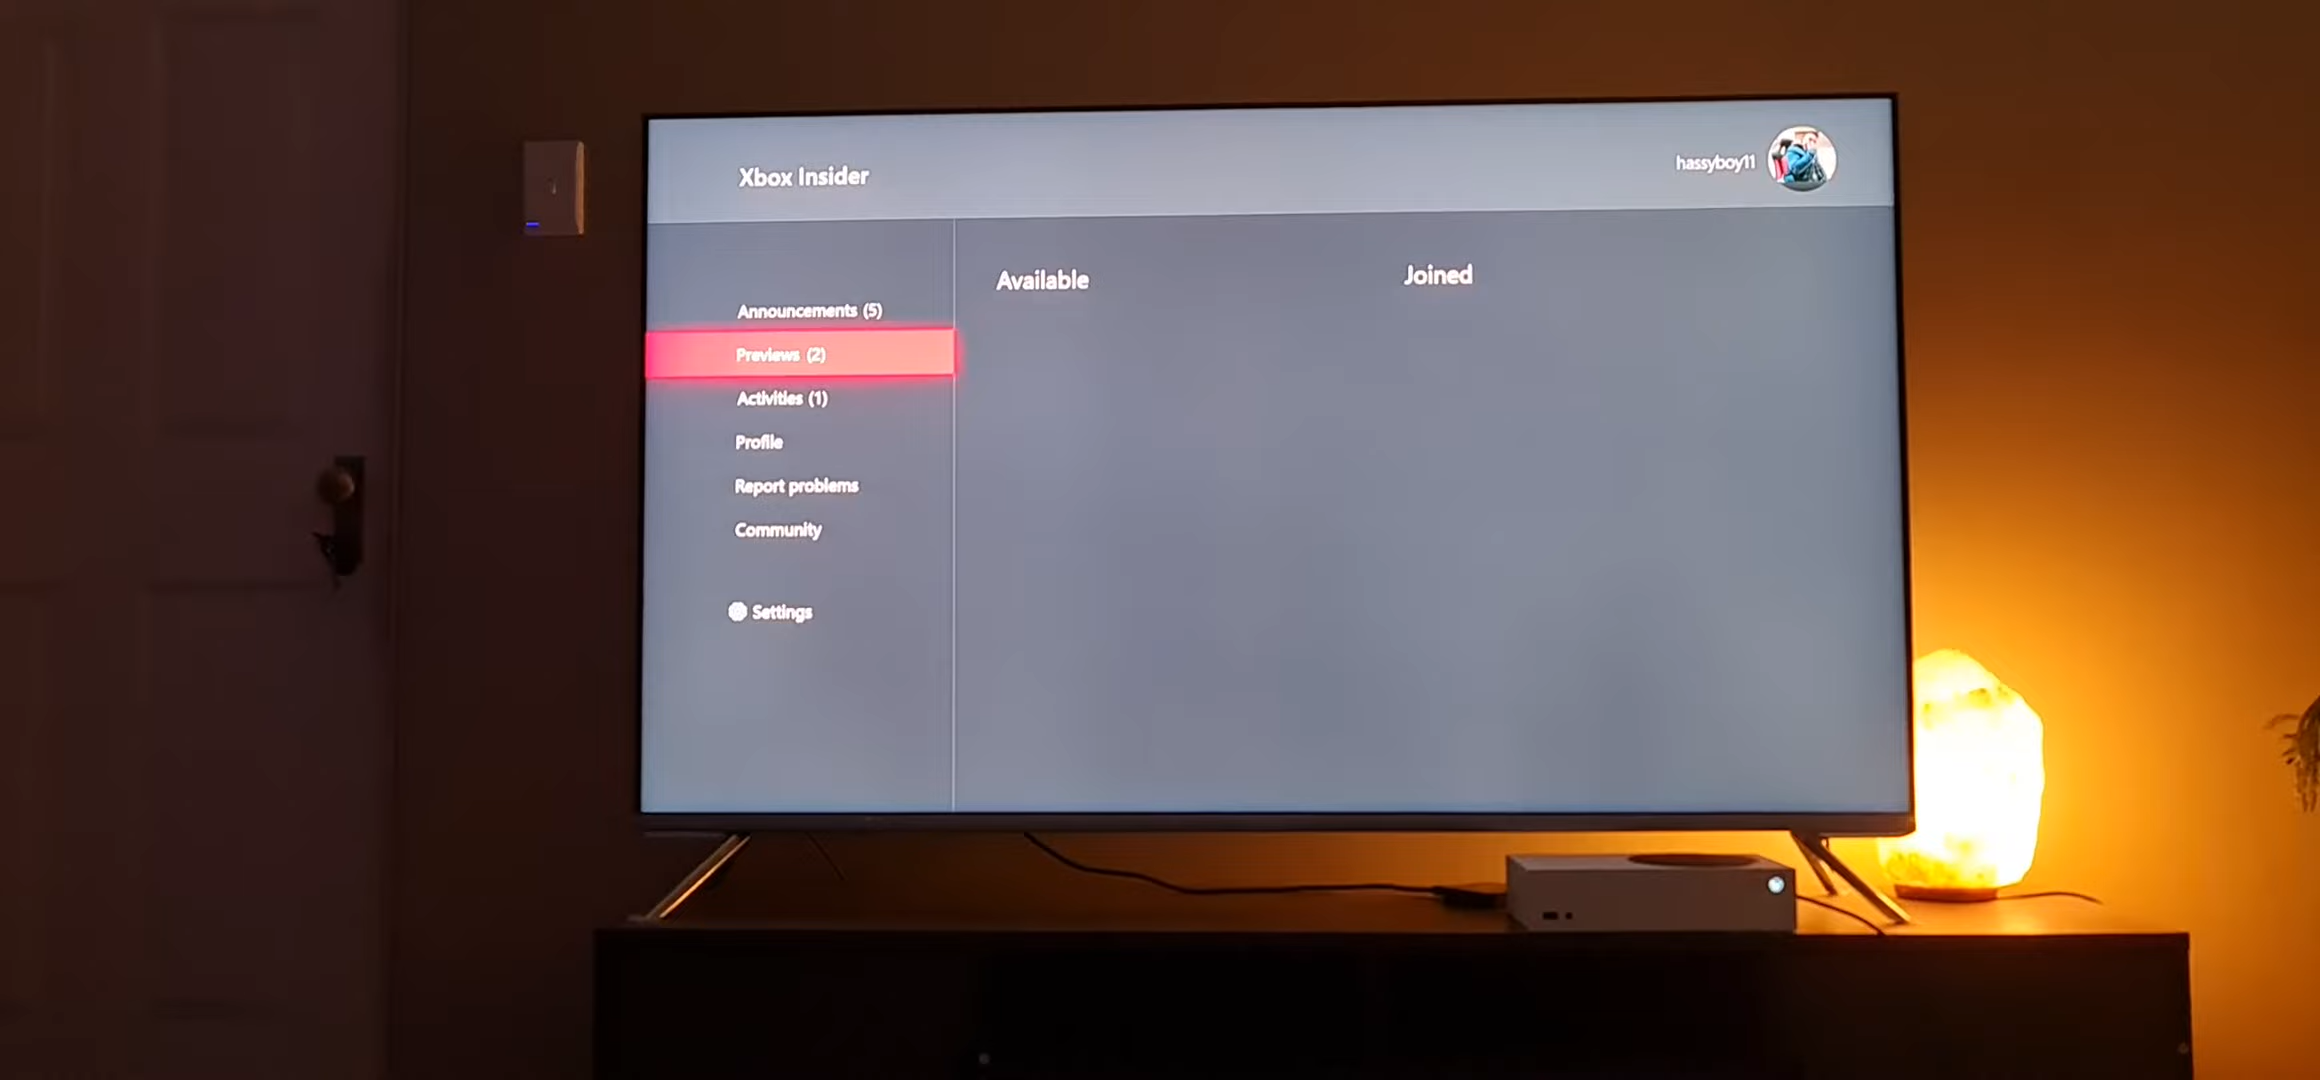 Xbox Insider
hassyboy11
Announcements (5)
Previews (2)
Activities (1)
Profile
Report problems
Community
Settings
Available
Joined